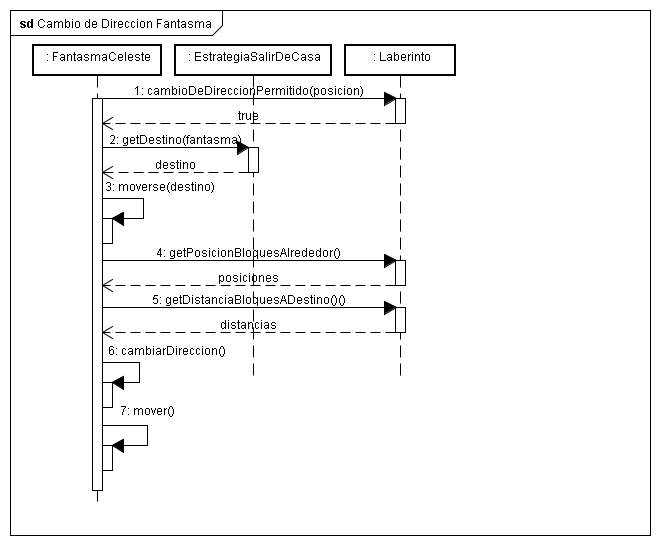 sd Cambio de Direccion Fantasma
: FantasmaCeleste
: EstrategiaSalirDeCasa
: Laberinto
1: cambioDeDireccionPermitido(posicion)
true
2: getDestino(fantasma)
destino
3: moverse(destino)
4: getPosicionBloquesAlrededor()
posiciones
5: getDistanciaBloquesADestino()()
distancias
6: cambiarDireccion()
7: mover()